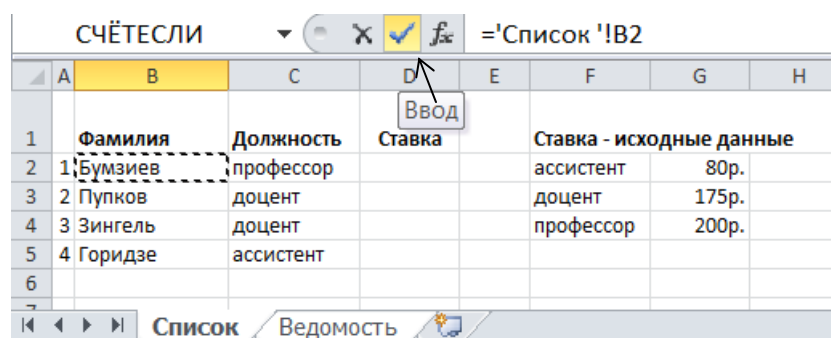 СЧЁТЕСЛИ fx ='Список '!B2
A B C D E F G H
Ввод
1 Фамилия Должность Ставка Ставка - исходные данные
2 1 Бумзиев профессор ассистент 80р.
3 2 Пупков доцент доцент 175р.
4 3 Зингель доцент профессор 200р.
5 4 Горидзе ассистент
6
Список Ведомость